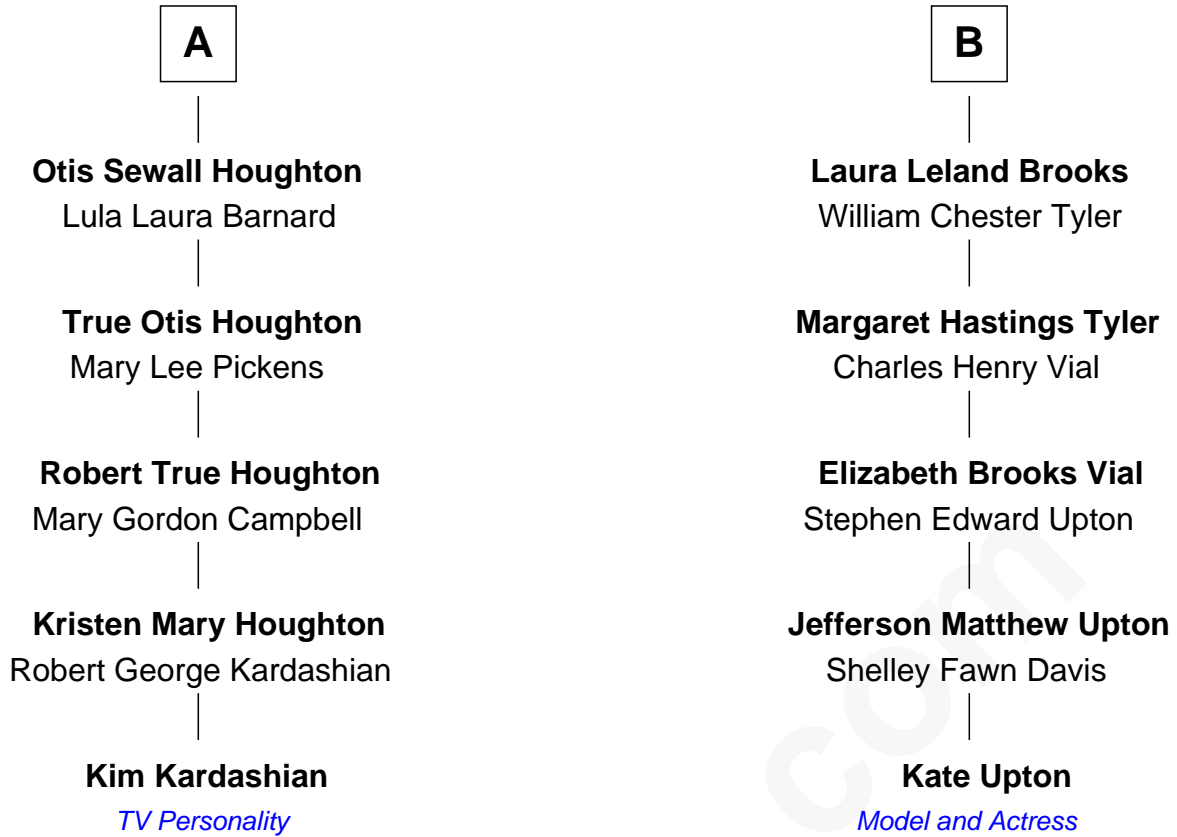 A
Otis Sewall Houghton
Lula Laura Barnard
True Otis Houghton
Mary Lee Pickens
Robert True Houghton
Mary Gordon Campbell
Kristen Mary Houghton
Robert George Kardashian
Kim Kardashian
TV Personality
B
Laura Leland Brooks
William Chester Tyler
Margaret Hastings Tyler
Charles Henry Vial
Elizabeth Brooks Vial
Stephen Edward Upton
Jefferson Matthew Upton
Shelley Fawn Davis
Kate Upton
Model and Actress
com